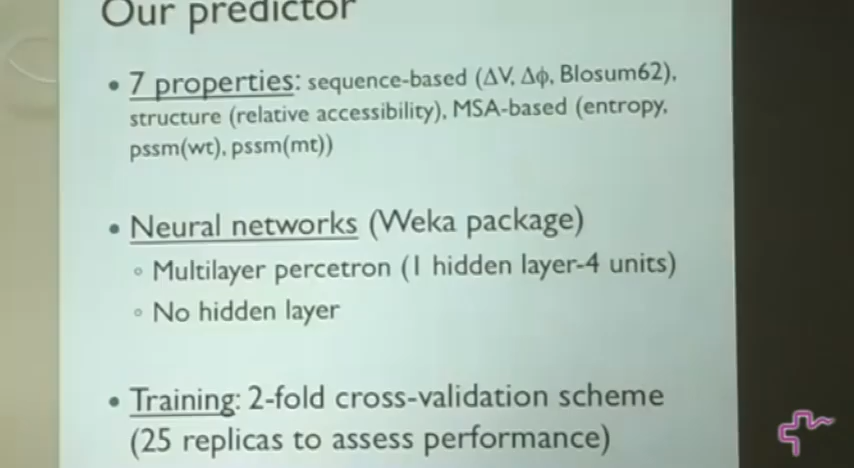 Our predictor
• 7 properties: sequence-based (ΔV, Δϕ, Blosum62),
structure (relative accessibility), MSA-based (entropy,
pssm(wt), pssm(mt))
• Neural networks (Weka package)
◦ Multilayer percetron (1 hidden layer-4 units)
◦ No hidden layer
• Training: 2-fold cross-validation scheme
(25 replicas to assess performance)